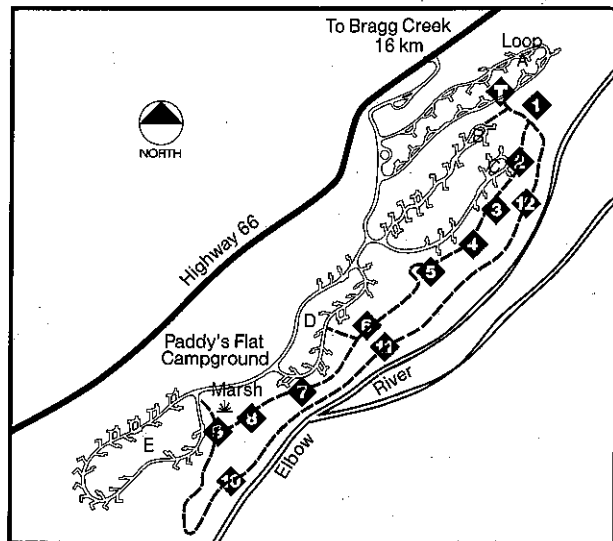 To Bragg Creek
16 km
Loop
A
T
1
B
C
2
3
12
4
5
NORTH
Highway 66
D
6
11
Paddy's Flat
Campground
Marsh
7
8
9
E
10
Elbow
River